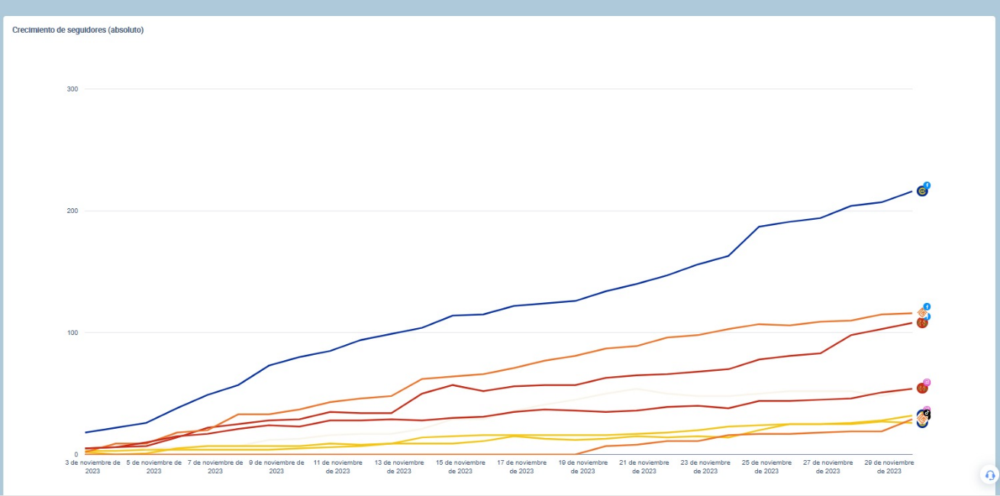 Crecimiento de seguidores (absoluto)
300
200
100
0
3 de noviembre de 5 de noviembre de 7 de noviembre de 9 de noviembre de 11 de noviembre 13 de noviembre 15 de noviembre 17 de noviembre 19 de noviembre 21 de noviembre 23 de noviembre 25 de noviembre 27 de noviembre 29 de noviembre
2023 2023 2023 2023 de 2023 de 2023 de 2023 de 2023 de 2023 de 2023 de 2023 de 2023 de 2023 de 2023